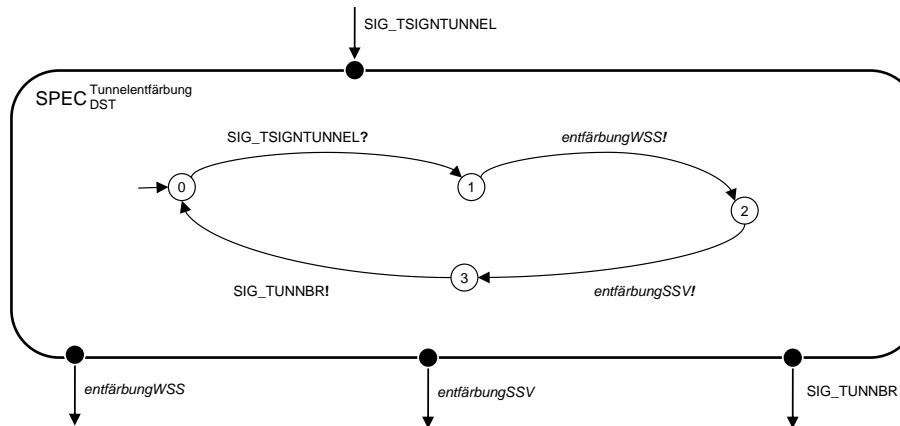 SIG_TSIGNTUNNEL
SPEC Tunnelentfärbung
DST
SIG_TSIGNTUNNEL?
entfärbungWSS!
0
1
2
3
SIG_TUNNBR!
entfärbungSSV!
entfärbungWSS
entfärbungSSV
SIG_TUNNBR